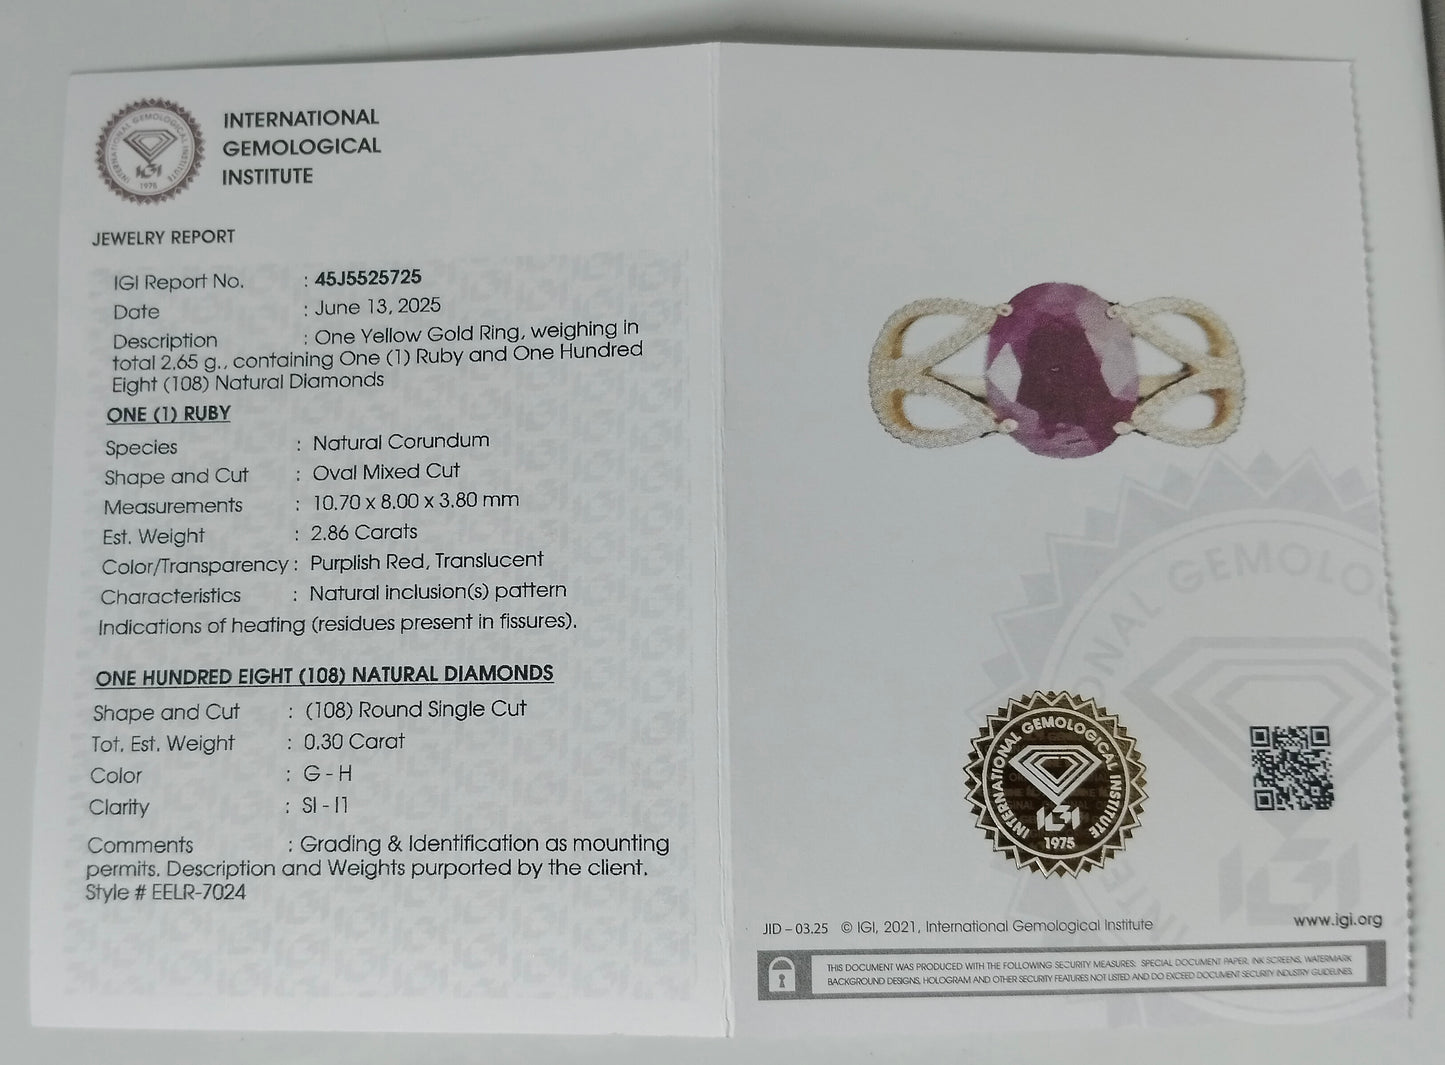 INTERNATIONAL
GEMOLOGICAL
INSTITUTE
INTERNATIONAL GEMOLOGICAL INSTITUTE
IGI
1975
JEWELRY REPORT
IGI Report No. : 45J5525725
Date : June 13, 2025
Description : One Yellow Gold Ring, weighing in
total 2.65 g., containing One (1) Ruby and One Hundred
Eight (108) Natural Diamonds
ONE (1) RUBY
Species : Natural Corundum
Shape and Cut : Oval Mixed Cut
Measurements : 10.70 x 8.00 x 3.80 mm
Est. Weight : 2.86 Carats
Color/Transparency : Purplish Red, Translucent
Characteristics : Natural inclusion(s) pattern
Indications of heating (residues present in fissures).
ONE HUNDRED EIGHT (108) NATURAL DIAMONDS
Shape and Cut : (108) Round Single Cut
Tot. Est. Weight : 0.30 Carat
Color : G - H
Clarity : SI - I1
Comments : Grading & Identification as mounting
permits. Description and Weights purported by the client.
Style # EELR-7024
INTERNATIONAL GEMOLOGICAL INSTITUTE
IGI
1975
JID – 03.25 © IGI, 2021, International Gemological Institute
www.igi.org
THIS DOCUMENT WAS PRODUCED WITH THE FOLLOWING SECURITY MEASURES: SPECIAL DOCUMENT PAPER, INK SCREENS, WATERMARK
BACKGROUND DESIGNS, HOLOGRAM AND OTHER SECURITY FEATURES NOT LISTED AND DO EXCEED DOCUMENT SECURITY INDUSTRY GUIDELINES.